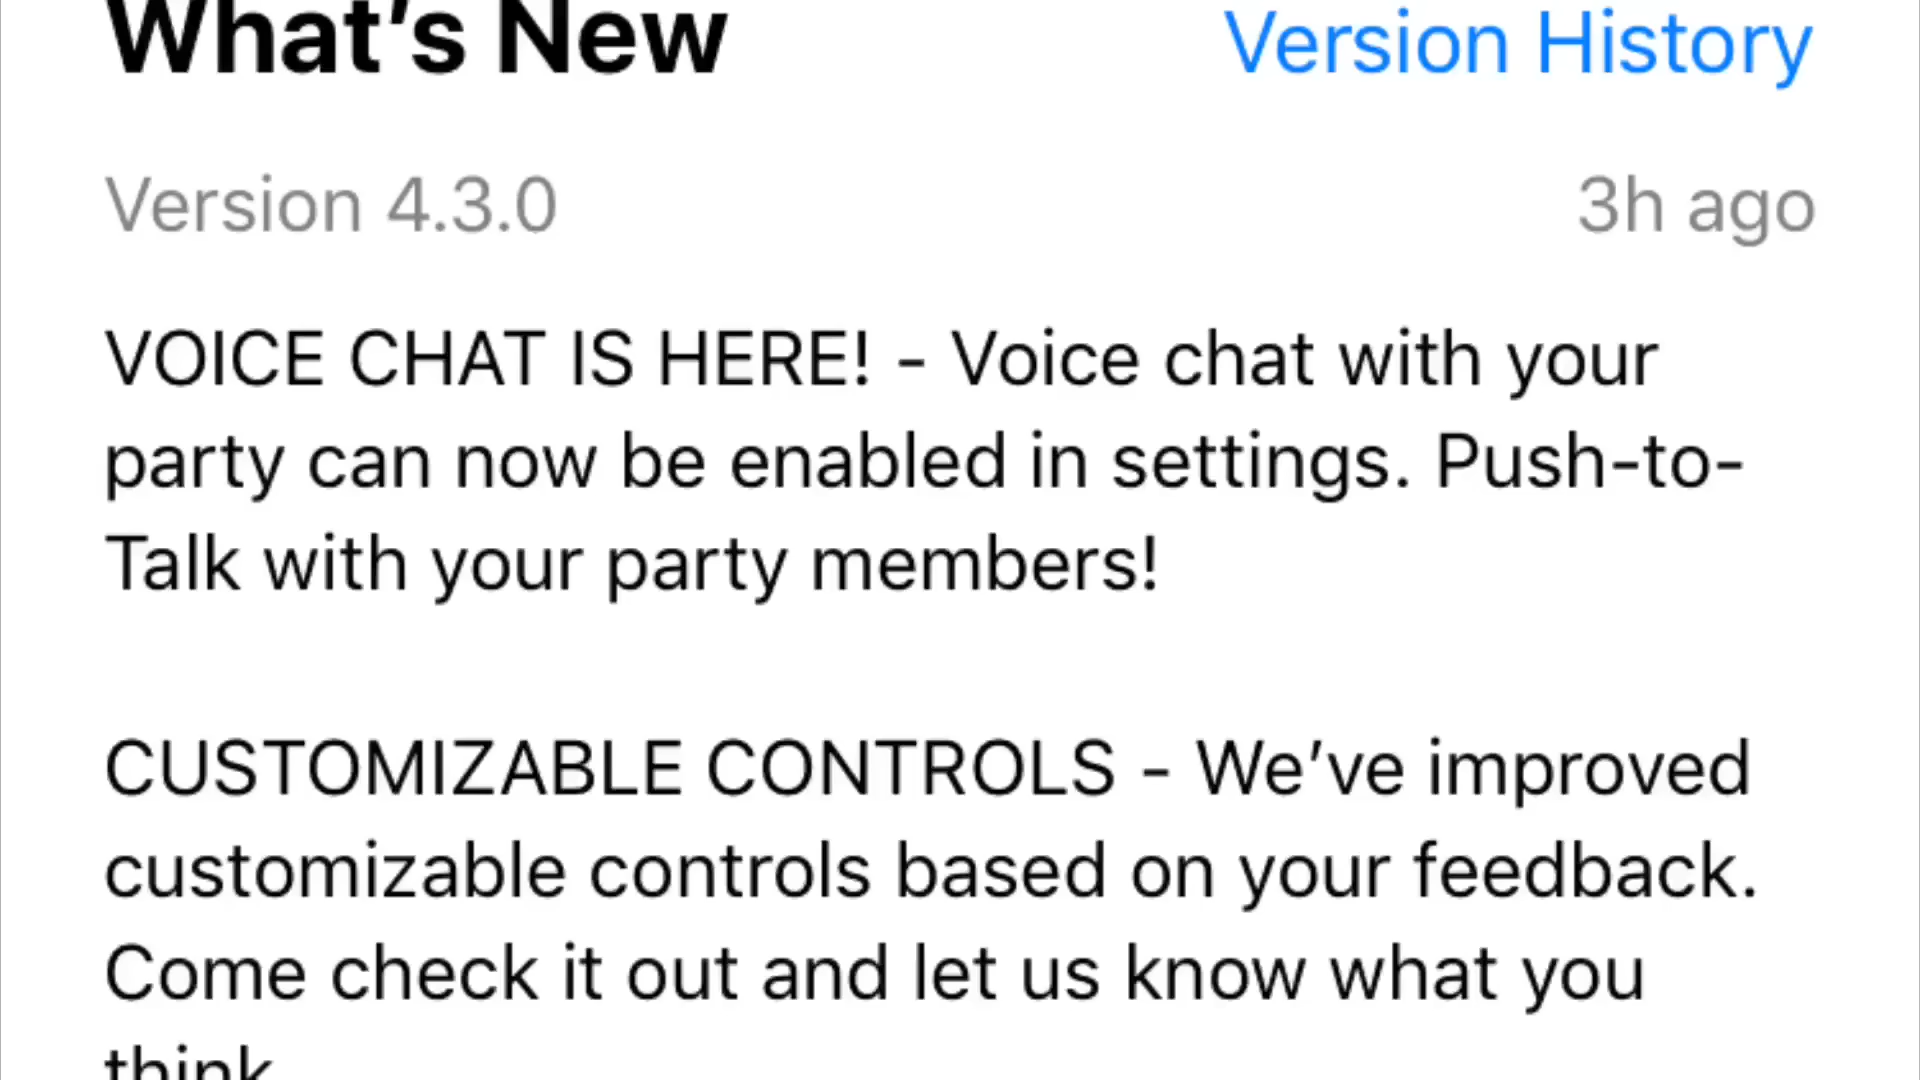 What’s New
Version History
Version 4.3.0
3h ago
VOICE CHAT IS HERE! - Voice chat with your
party can now be enabled in settings. Push-to-
Talk with your party members!
CUSTOMIZABLE CONTROLS - We’ve improved
customizable controls based on your feedback.
Come check it out and let us know what you
think